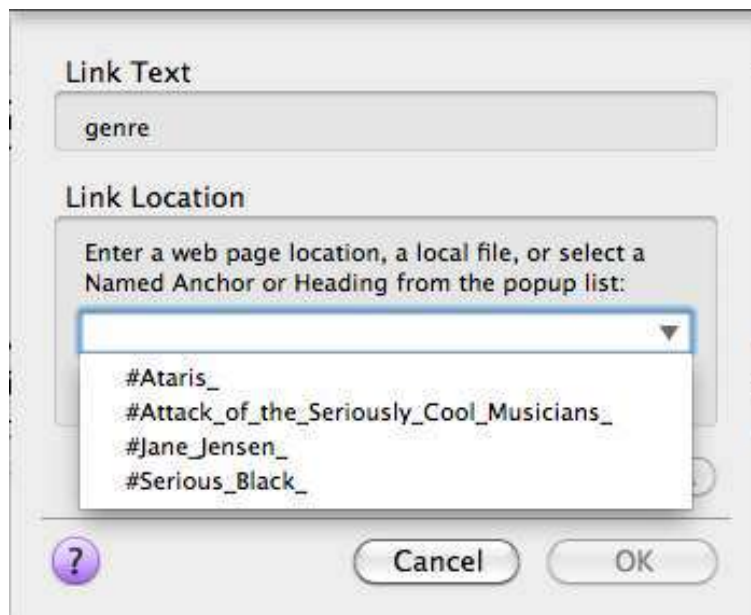 Link Text
genre
Link Location
Enter a web page location, a local file, or select a
Named Anchor or Heading from the popup list:
#Ataris_
#Attack_of_the_Seriously_Cool_Musicians_
#Jane_Jensen_
#Serious_Black_
?
Cancel OK